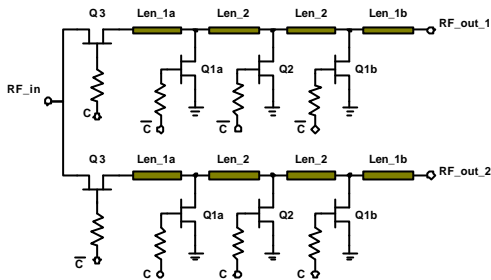 Q3 Len_1a Len_2 Len_2 Len_1b RF_out_1
Q1a Q2 Q1b
RF_in
C C̅ C̅ C̅
Q3 Len_1a Len_2 Len_2 Len_1b RF_out_2
Q1a Q2 Q1b
C̅ C C C